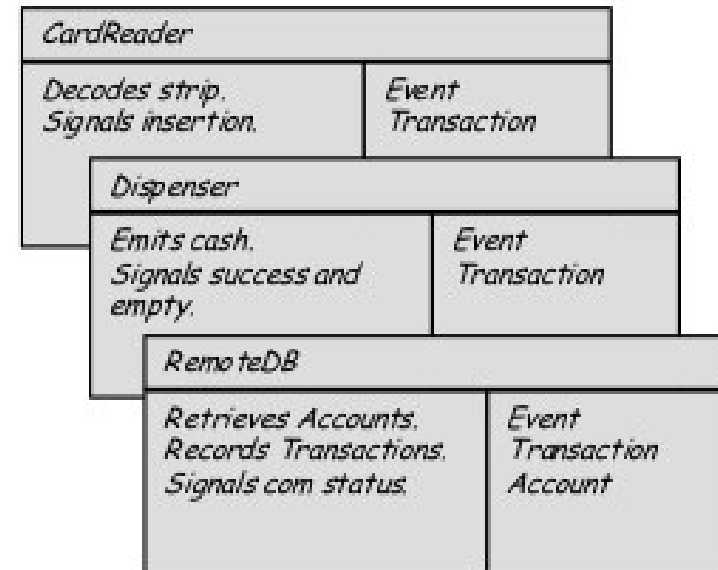 CardReader
Decodes strip.
Signals insertion.
Event
Transaction
Dispenser
Emits cash.
Signals success and
empty.
Event
Transaction
RemoteDB
Retrieves Accounts.
Records Transactions.
Signals com status.
Event
Transaction
Account